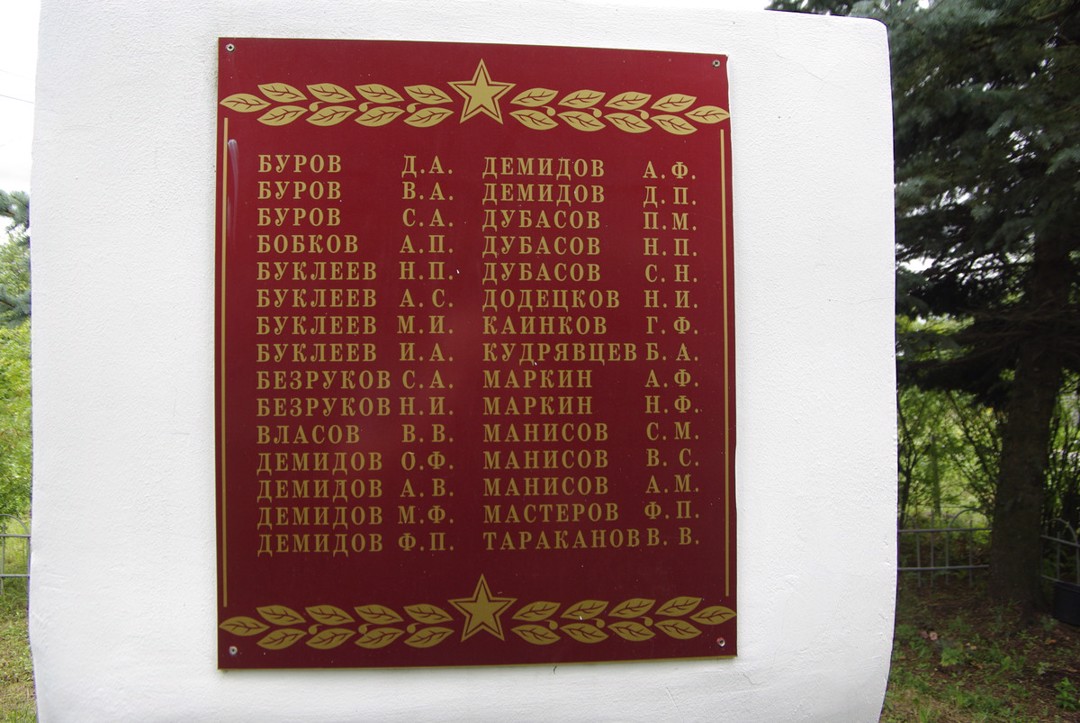 БУРОВ Д.А.
БУРОВ В.А.
БУРОВ С.А.
БОБКОВ А.П.
БУКЛЕЕВ Н.П.
БУКЛЕЕВ А.С.
БУКЛЕЕВ М.И.
БУКЛЕЕВ И.А.
БЕЗРУКОВ С.А.
БЕЗРУКОВ Н.И.
ВЛАСОВ В.В.
ДЕМИДОВ О.Ф.
ДЕМИДОВ А.В.
ДЕМИДОВ М.Ф.
ДЕМИДОВ Ф.П.
ДЕМИДОВ А.Ф.
ДЕМИДОВ Д.П.
ДУБАСОВ П.М.
ДУБАСОВ Н.П.
ДУБАСОВ С.Н.
ДОДЕЦКОВ Н.И.
КАИНКОВ Г.Ф.
КУДРЯВЦЕВ Б.А.
МАРКИН А.Ф.
МАРКИН Н.Ф.
МАНИСОВ С.М.
МАНИСОВ В.С.
МАНИСОВ А.М.
МАСТЕРОВ Ф.П.
ТАРАКАНОВ В.В.